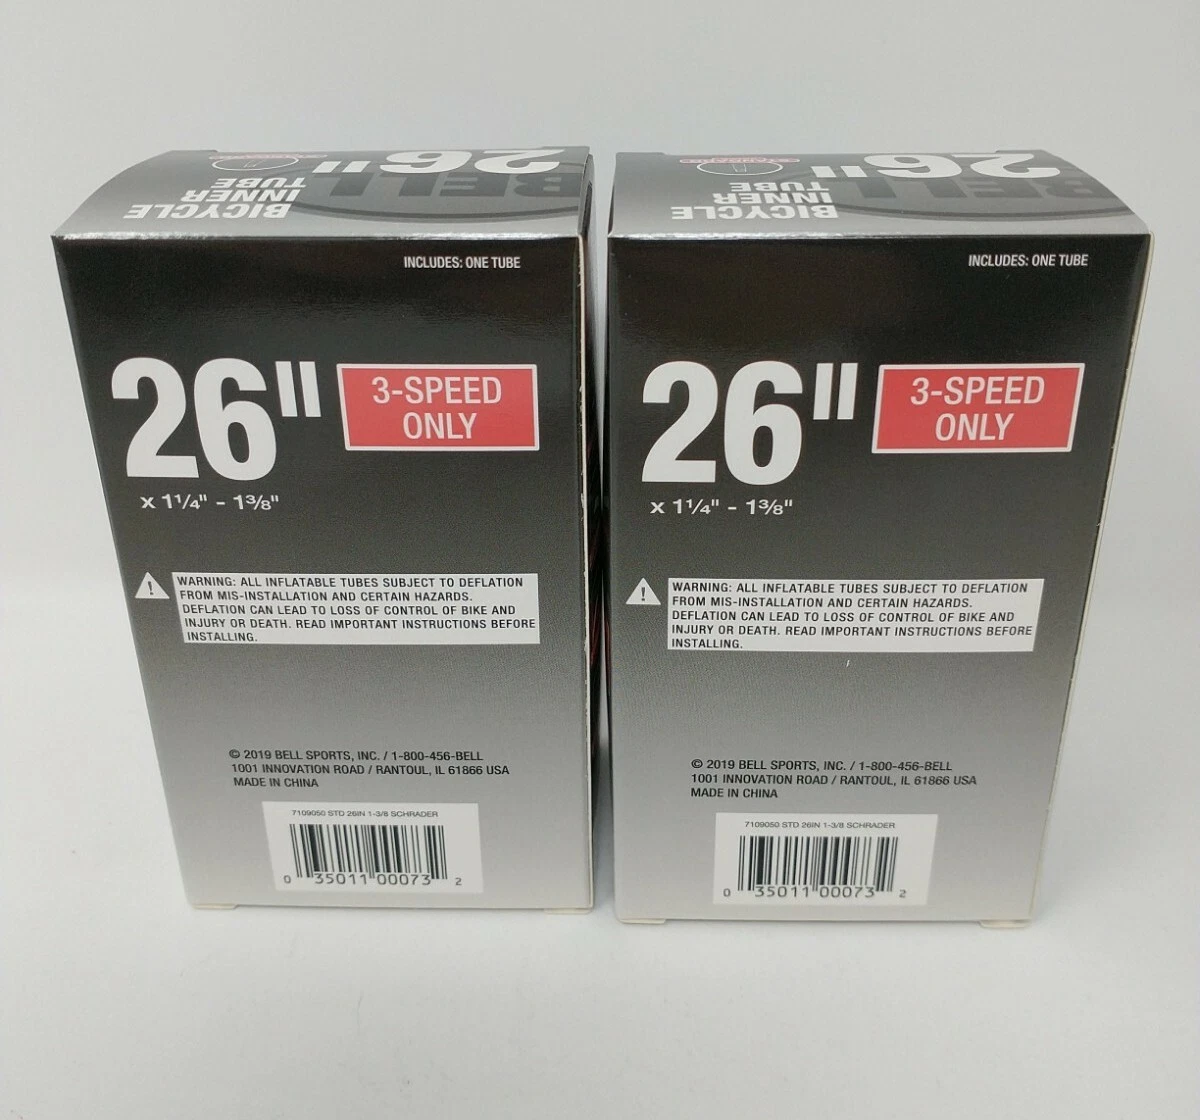 26"
BELL
BICYCLE
INNER
TUBE
STANDARD
INCLUDES: ONE TUBE
26"
3-SPEED
ONLY
x 1¼" - 1⅜"
WARNING: ALL INFLATABLE TUBES SUBJECT TO DEFLATION
FROM MIS-INSTALLATION AND CERTAIN HAZARDS.
DEFLATION CAN LEAD TO LOSS OF CONTROL OF BIKE AND
INJURY OR DEATH. READ IMPORTANT INSTRUCTIONS BEFORE
INSTALLING.
© 2019 BELL SPORTS, INC. / 1-800-456-BELL
1001 INNOVATION ROAD / RANTOUL, IL 61866 USA
MADE IN CHINA
7109050 STD 26IN 1-3/8 SCHRADER
0 35011 00073 2
26"
BELL
BICYCLE
INNER
TUBE
STANDARD
INCLUDES: ONE TUBE
26"
3-SPEED
ONLY
x 1¼" - 1⅜"
WARNING: ALL INFLATABLE TUBES SUBJECT TO DEFLATION
FROM MIS-INSTALLATION AND CERTAIN HAZARDS.
DEFLATION CAN LEAD TO LOSS OF CONTROL OF BIKE AND
INJURY OR DEATH. READ IMPORTANT INSTRUCTIONS BEFORE
INSTALLING.
© 2019 BELL SPORTS, INC. / 1-800-456-BELL
1001 INNOVATION ROAD / RANTOUL, IL 61866 USA
MADE IN CHINA
7109050 STD 26IN 1-3/8 SCHRADER
0 35011 00073 2